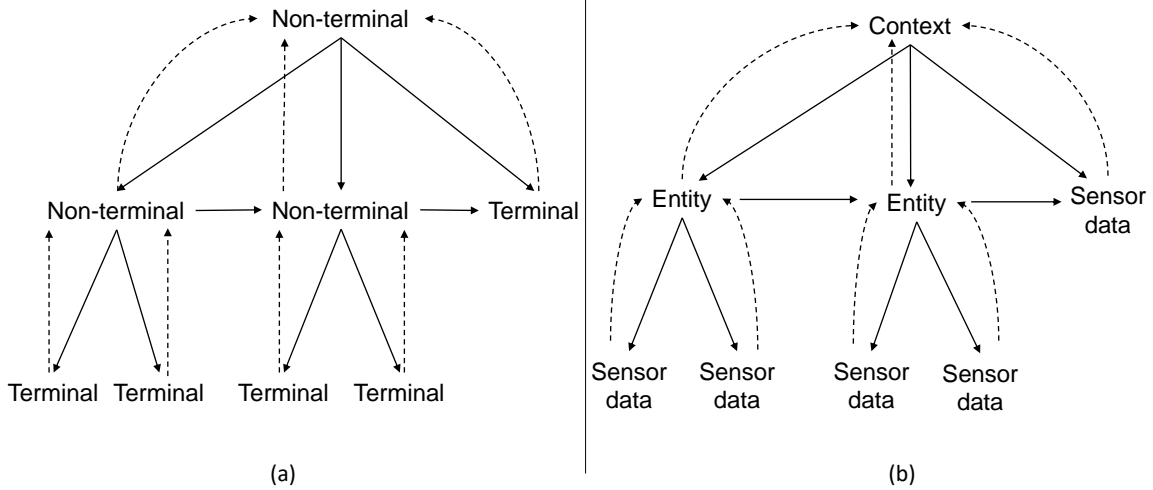 Non-terminal
Non-terminal
Non-terminal
Terminal
Terminal
Terminal
Terminal
Terminal
(a)
Context
Entity
Entity
Sensor
data
Sensor
data
Sensor
data
Sensor
data
Sensor
data
(b)